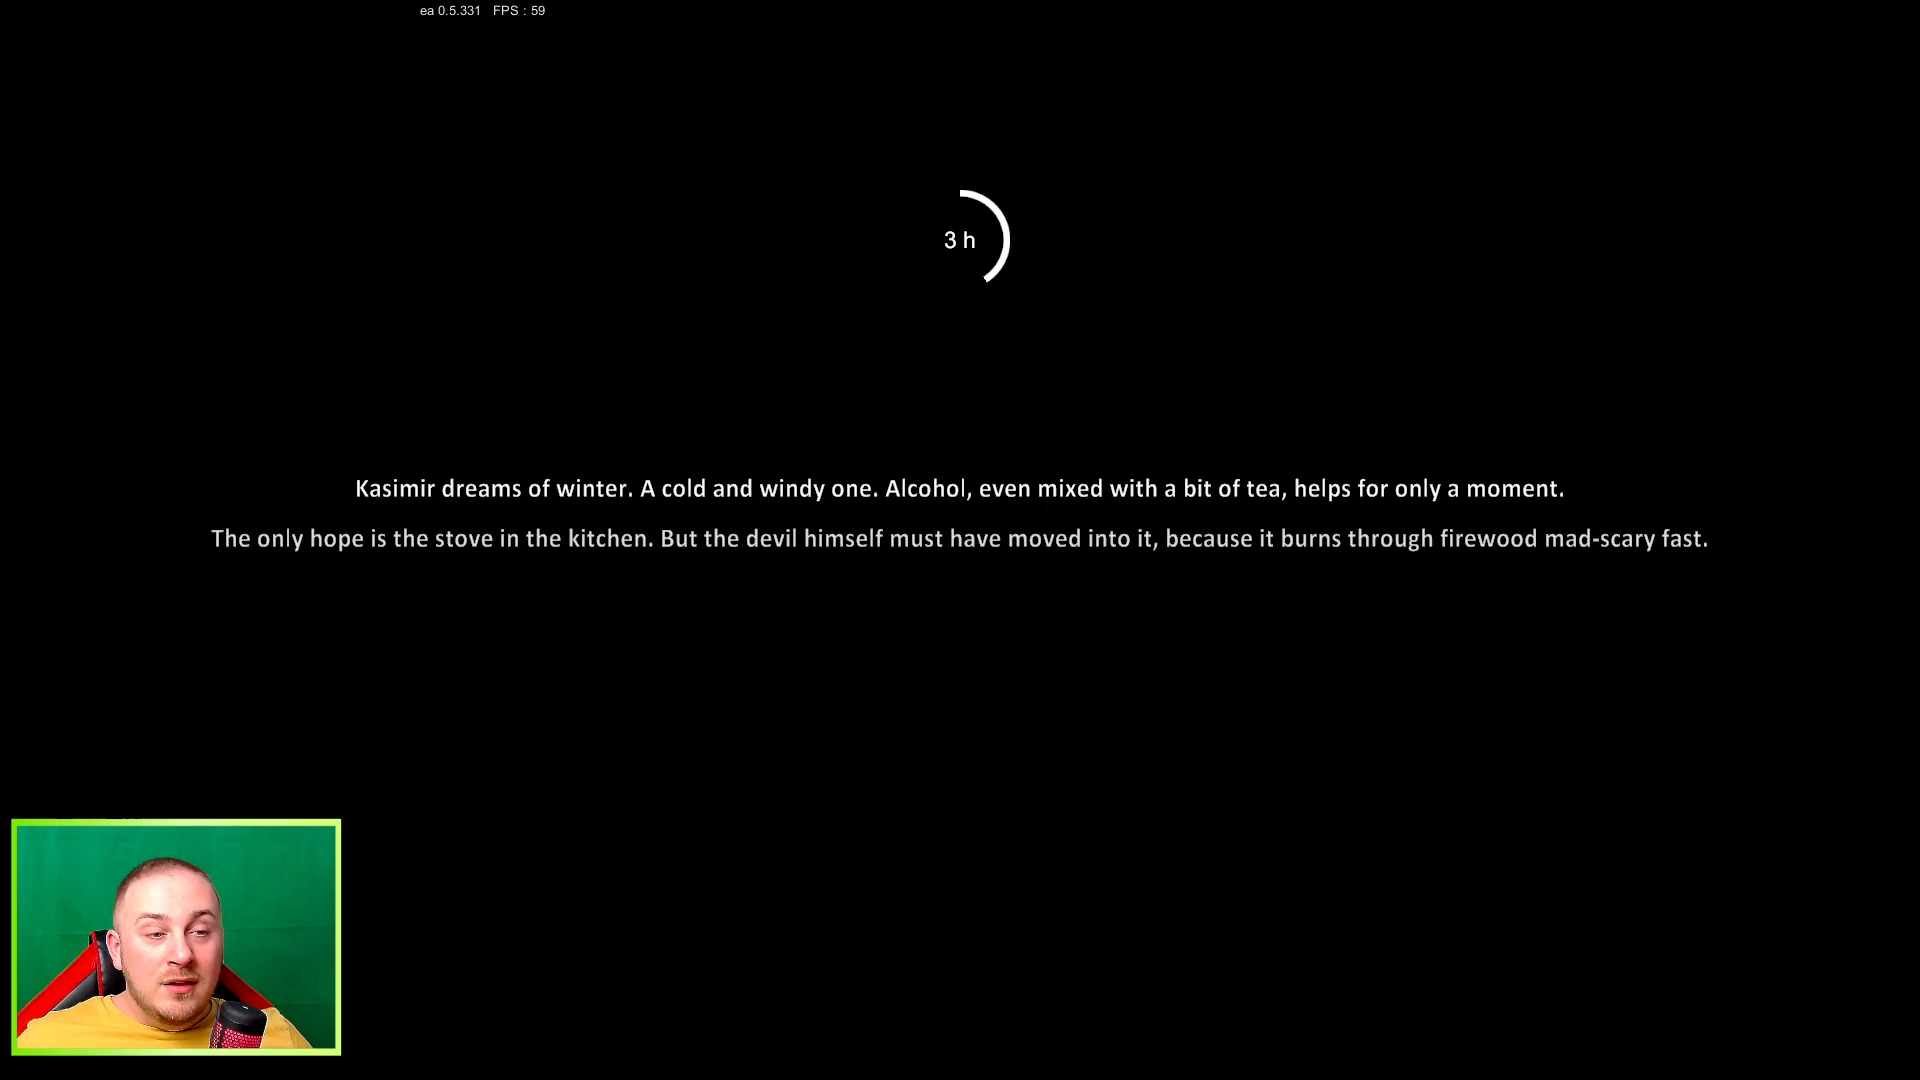 ea 0.5.331 FPS : 59
3 h
Kasimir dreams of winter. A cold and windy one. Alcohol, even mixed with a bit of tea, helps for only a moment.
The only hope is the stove in the kitchen. But the devil himself must have moved into it, because it burns through firewood mad-scary fast.